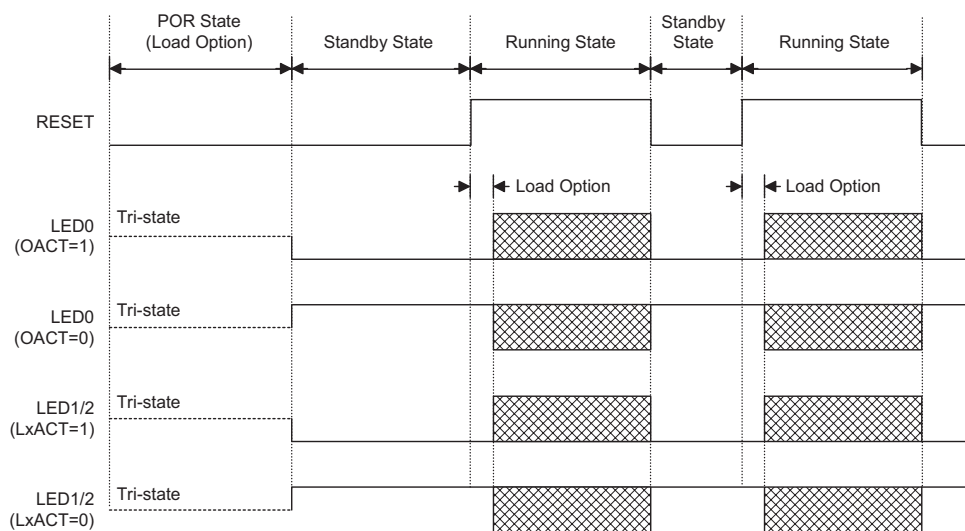 POR State
(Load Option)
Standby State
Running State
Standby
State
Running State
RESET
Load Option
Load Option
LED0
(OACT=1)
Tri-state
LED0
(OACT=0)
Tri-state
LED1/2
(LxACT=1)
Tri-state
LED1/2
(LxACT=0)
Tri-state